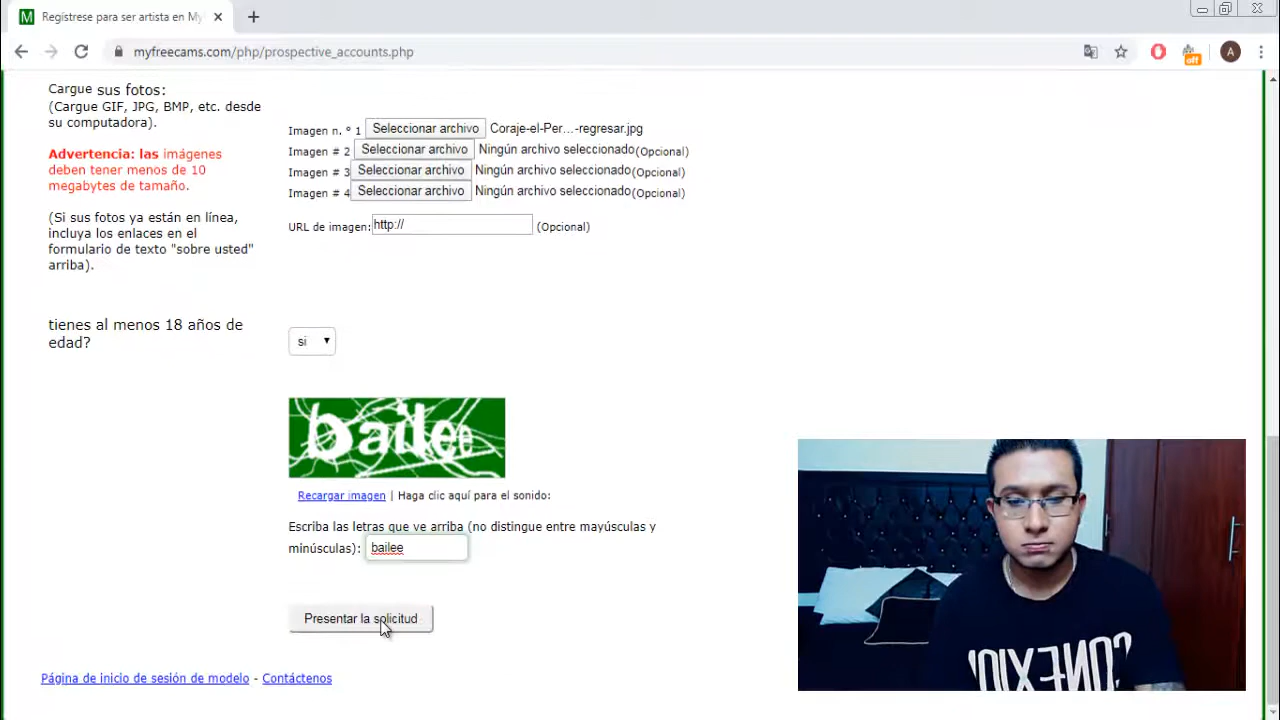 Regístrese para ser artista en My
myfreecams.com/php/prospective_accounts.php
off
A
Cargue sus fotos:
(Cargue GIF, JPG, BMP, etc. desde
su computadora).
Advertencia: las imágenes
deben tener menos de 10
megabytes de tamaño.
(Si sus fotos ya están en línea,
incluya los enlaces en el
formulario de texto "sobre usted"
arriba).
Imagen n. ° 1 Seleccionar archivo Coraje-el-Per...-regresar.jpg
Imagen # 2 Seleccionar archivo Ningún archivo seleccionado(Opcional)
Imagen # 3 Seleccionar archivo Ningún archivo seleccionado(Opcional)
Imagen # 4 Seleccionar archivo Ningún archivo seleccionado(Opcional)
URL de imagen: http:// (Opcional)
tienes al menos 18 años de
edad?
si
bailee
Recargar imagen | Haga clic aquí para el sonido:
Escriba las letras que ve arriba (no distingue entre mayúsculas y
minúsculas): bailee
Presentar la solicitud
Página de inicio de sesión de modelo - Contáctenos
CONEXIO